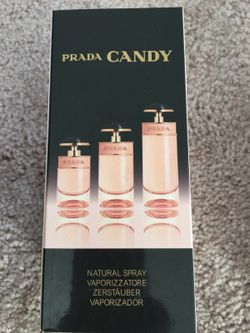 PRADA CANDY
PRADA PRADA PRADA
NATURAL SPRAY
VAPORIZZATORE
ZERSTÄUBER
VAPORIZADOR